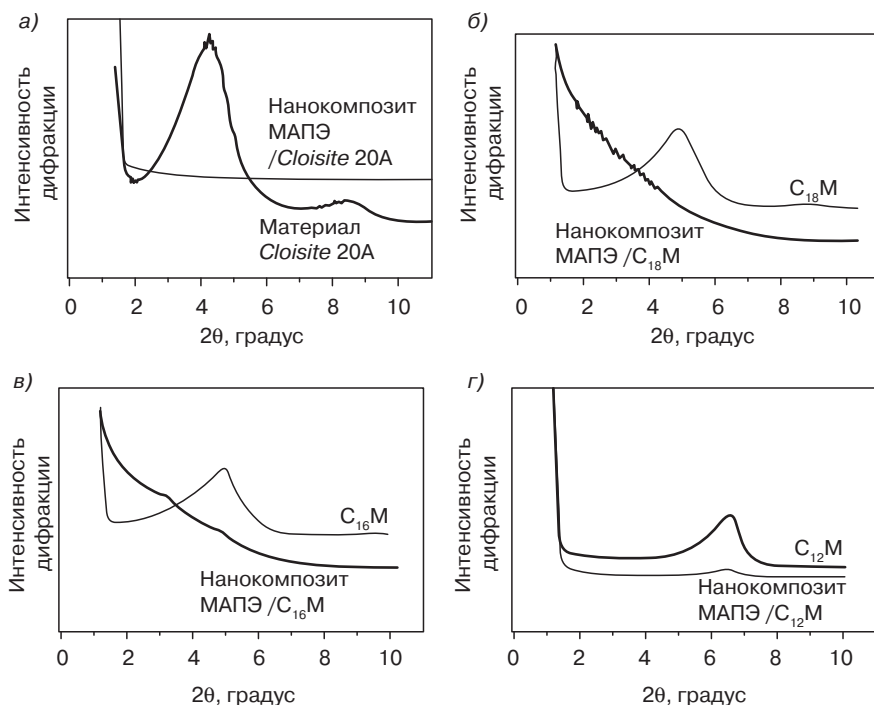 а)
Интенсивность
дифракции
Нанокомпозит
МАПЭ
/Cloisite 20A
Материал
Cloisite 20A
0 2 4 6 8 10
2θ, градус
б)
Интенсивность
дифракции
C18M
Нанокомпозит
МАПЭ /C18M
0 2 4 6 8 10
2θ, градус
в)
Интенсивность
дифракции
C16M
Нанокомпозит
МАПЭ /C16M
0 2 4 6 8 10
2θ, градус
г)
Интенсивность
дифракции
C12M
Нанокомпозит
МАПЭ /C12M
0 2 4 6 8 10
2θ, градус